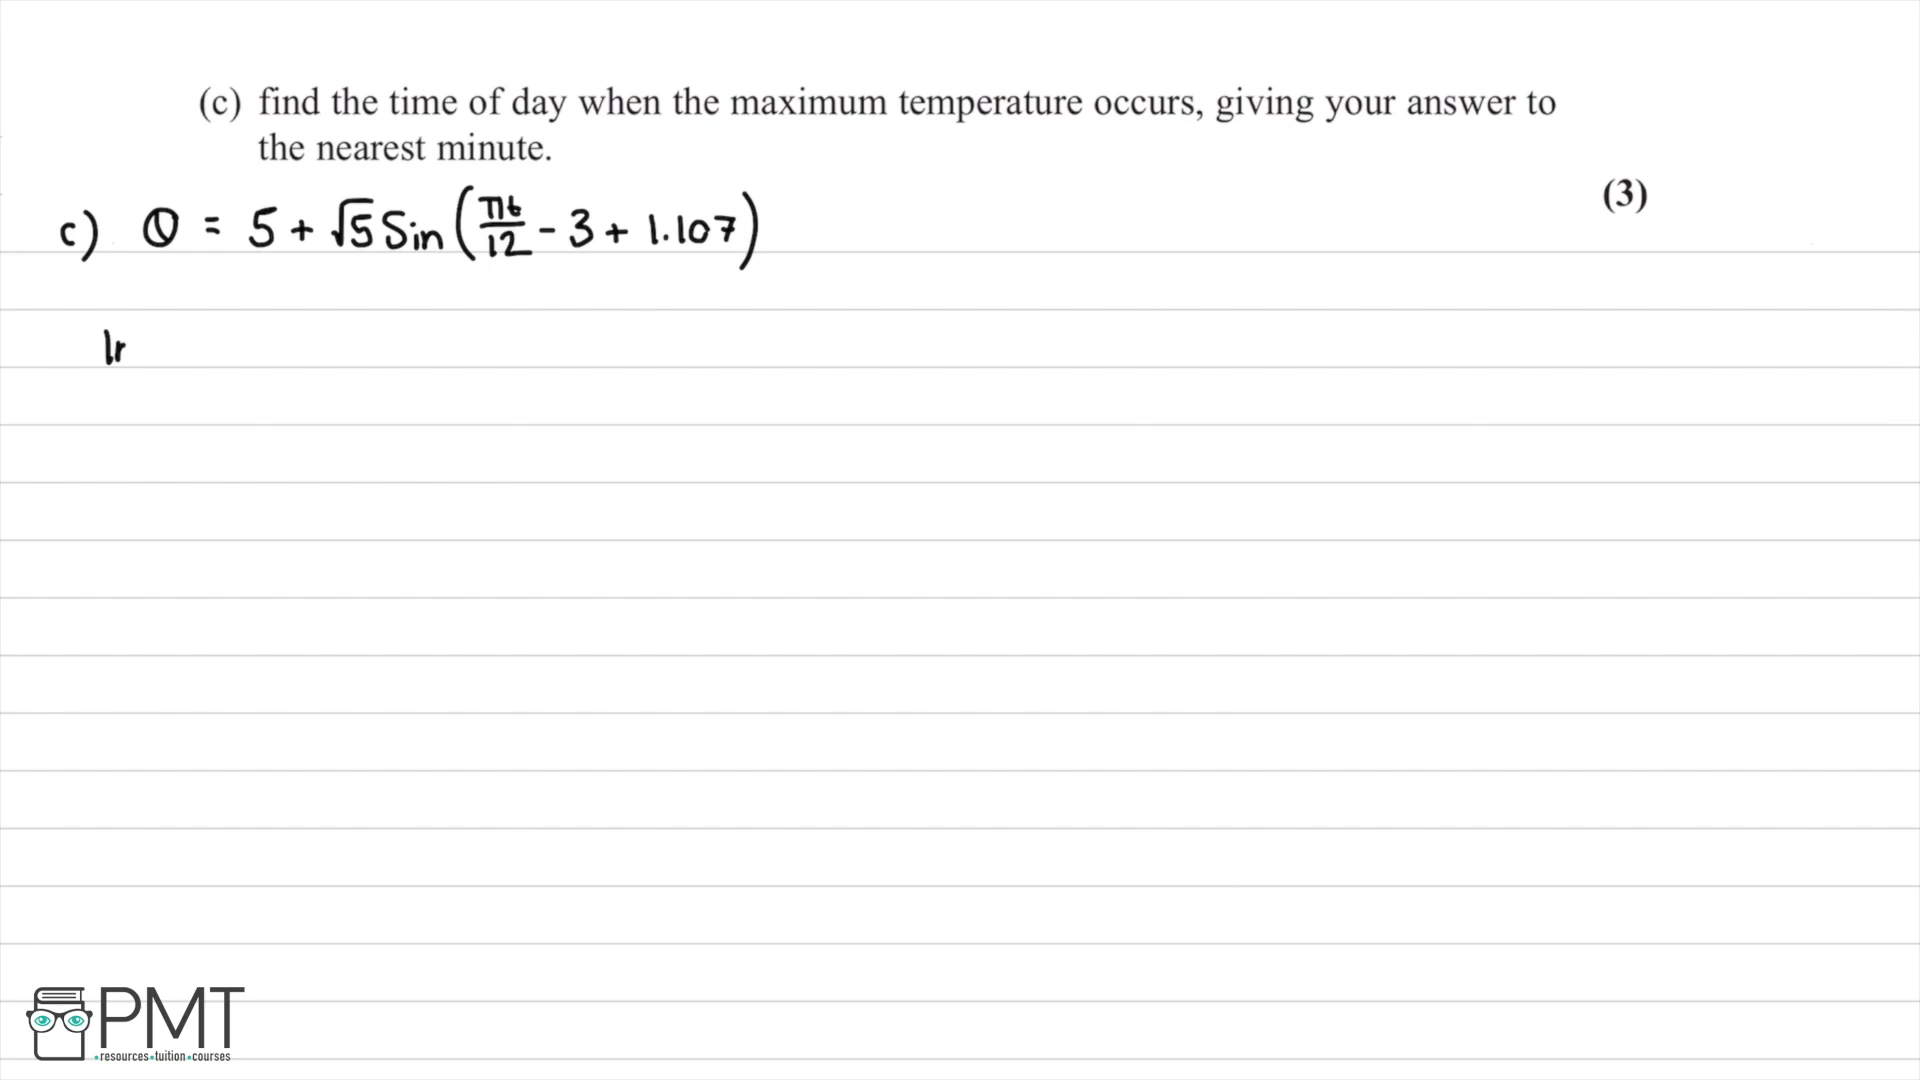 (c) find the time of day when the maximum temperature occurs, giving your answer to
the nearest minute.
(3)
c) θ = 5 + √5 Sin (πt/12 - 3 + 1.107)
PMT
•resources•tuition•courses